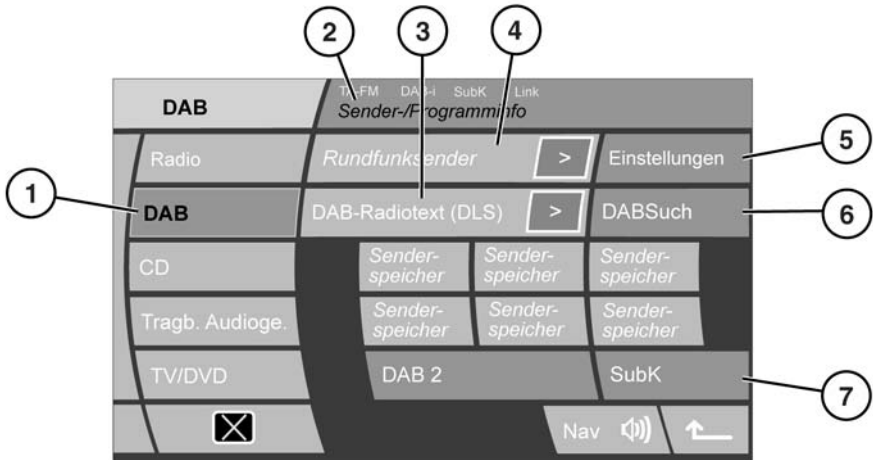 2
3
4
DAB
TA-FM DAB-i SubK Link
Sender-/Programminfo
5
Radio
Rundfunksender
>
Einstellungen
1
DAB
DAB-Radiotext (DLS)
>
DABSuch
6
CD
Sender-
speicher
Sender-
speicher
Sender-
speicher
Tragb. Audioge.
Sender-
speicher
Sender-
speicher
Sender-
speicher
TV/DVD
DAB 2
SubK
7
Nav